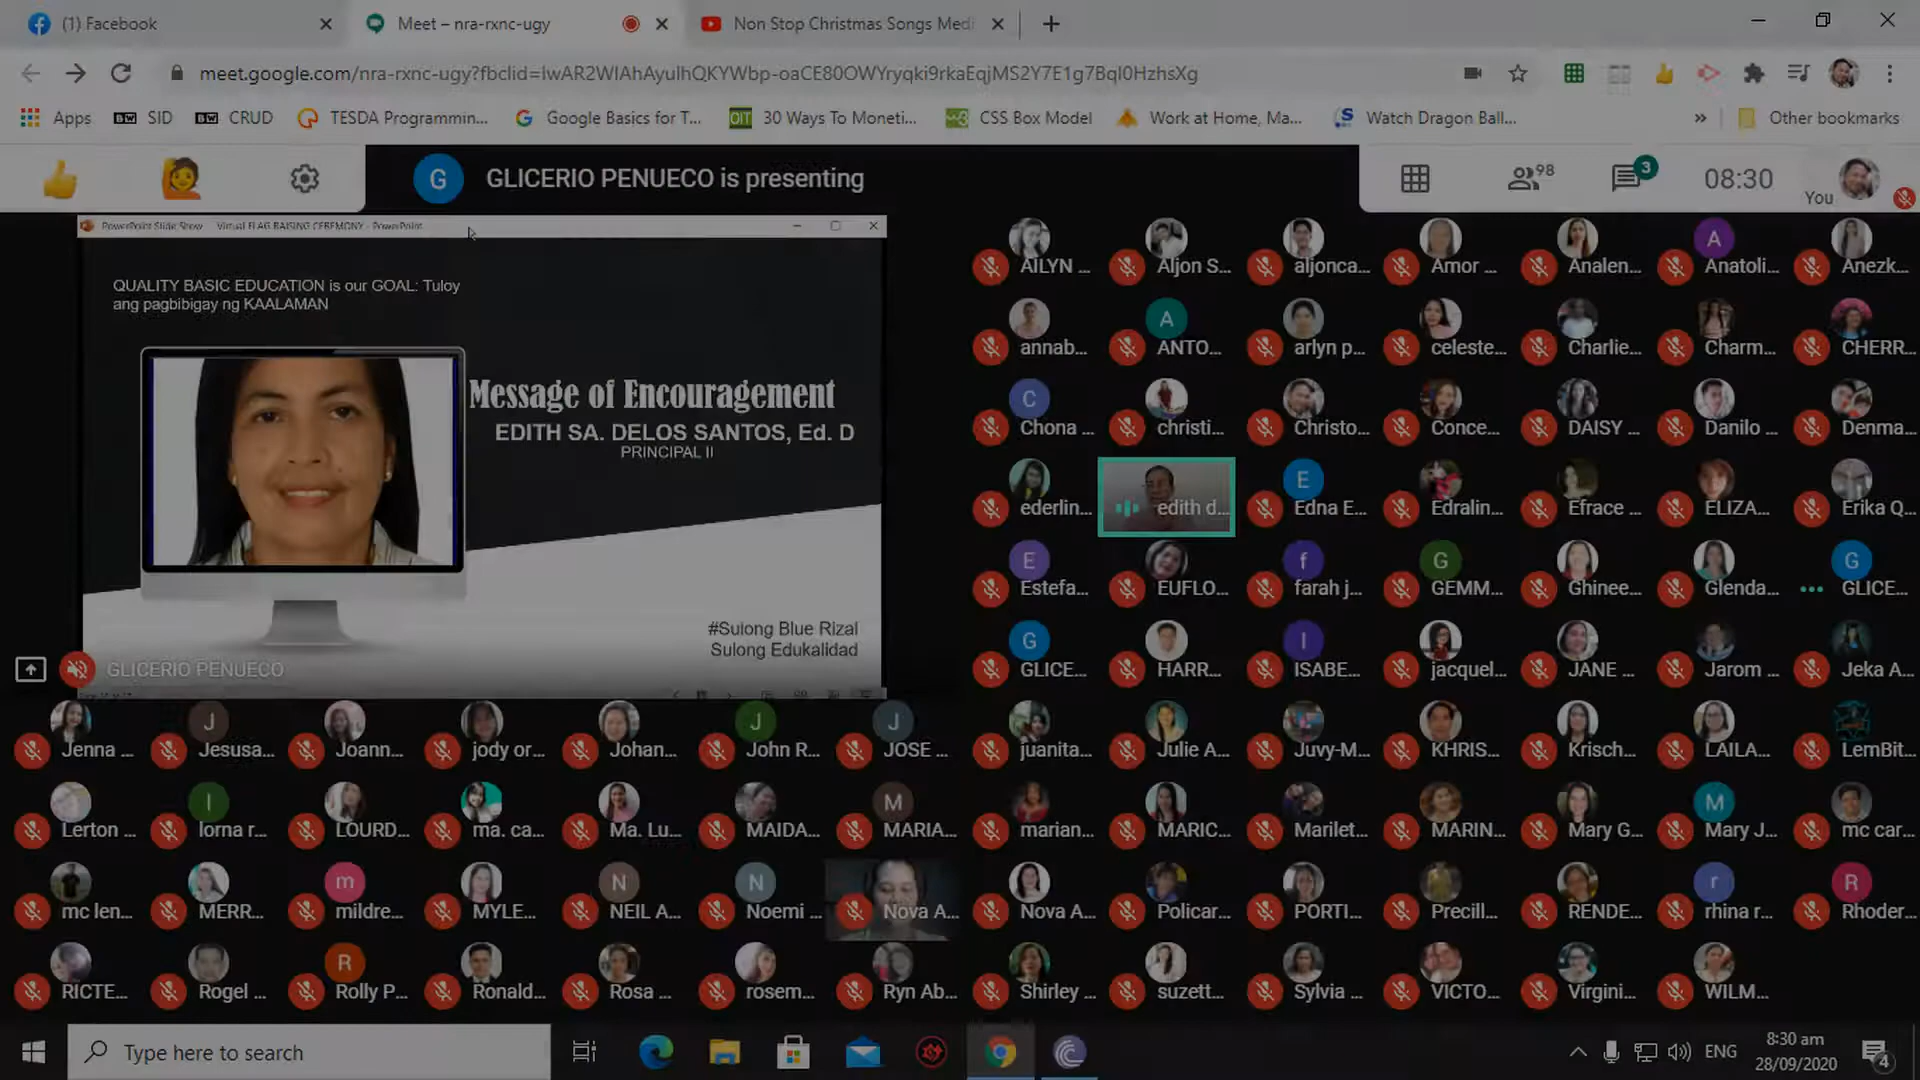 (1) Facebook
Meet – nra-rxnc-ugy
Non Stop Christmas Songs Med
meet.google.com/nra-rxnc-ugy?fbclid=IwAR2WIAhAyulhQKYWbp-oaCE80OWYryqki9rkaEqjMS2Y7E1g7Bql0HzhsXg
Apps
SID
CRUD
TESDA Programmin...
Google Basics for T...
30 Ways To Moneti...
CSS Box Model
Work at Home, Ma...
Watch Dragon Ball...
»
Other bookmarks
G
GLICERIO PENUECO is presenting
98
3
08:30
You
PowerPoint Slide Show
Virtual FLAG RAISING CEREMONY - PowerPoint
QUALITY BASIC EDUCATION is our GOAL: Tuloy
ang pagbibigay ng KAALAMAN
Message of Encouragement
EDITH SA. DELOS SANTOS, Ed. D
PRINCIPAL II
#Sulong Blue Rizal
Sulong Edukalidad
GLICERIO PENUECO
A
AILYN ...
Aljon S...
aljonca...
Amor ...
Analen...
Anatoli...
Anezk...
A
annab...
ANTO...
arlyn p...
celeste...
Charlie...
Charm...
CHERR...
C
Chona ...
christi...
Christo...
Conce...
DAISY ...
Danilo ...
Denma...
E
ederlin...
edith d...
Edna E...
Edralin...
Efrace ...
ELIZA...
Erika Q...
E
f
G
G
Estefa...
EUFLO...
farah j...
GEMM...
Ghinee...
Glenda...
GLICE...
G
I
GLICE...
HARR...
ISABE...
jacquel...
JANE ...
Jarom ...
Jeka A...
J
J
J
Jenna ...
Jesusa...
Joann...
jody or...
Johan...
John R...
JOSE ...
juanita...
Julie A...
Juvy-M...
KHRIS...
Krisch...
LAILA...
LemBit...
l
M
M
Lerton ...
lorna r...
LOURD...
ma. ca...
Ma. Lu...
MAIDA...
MARIA...
marian...
MARIC...
Marilet...
MARIN...
Mary G...
Mary J...
mc car...
m
N
N
r
R
mc len...
MERR...
mildre...
MYLE...
NEIL A...
Noemi ...
Nova A...
Nova A...
Policar...
PORTI...
Precill...
RENDE...
rhina r...
Rhoder...
R
RICTE...
Rogel ...
Rolly P...
Ronald...
Rosa ...
rosem...
Ryn Ab...
Shirley ...
suzett...
Sylvia ...
VICTO...
Virgini...
WILM...
Type here to search
ENG
8:30 am
28/09/2020
4